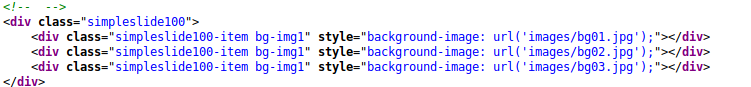 <!--  -->
<div class="simpleslide100">
    <div class="simpleslide100-item bg-img1" style="background-image: url('images/bg01.jpg');"></div>
    <div class="simpleslide100-item bg-img1" style="background-image: url('images/bg02.jpg');"></div>
    <div class="simpleslide100-item bg-img1" style="background-image: url('images/bg03.jpg');"></div>
</div>